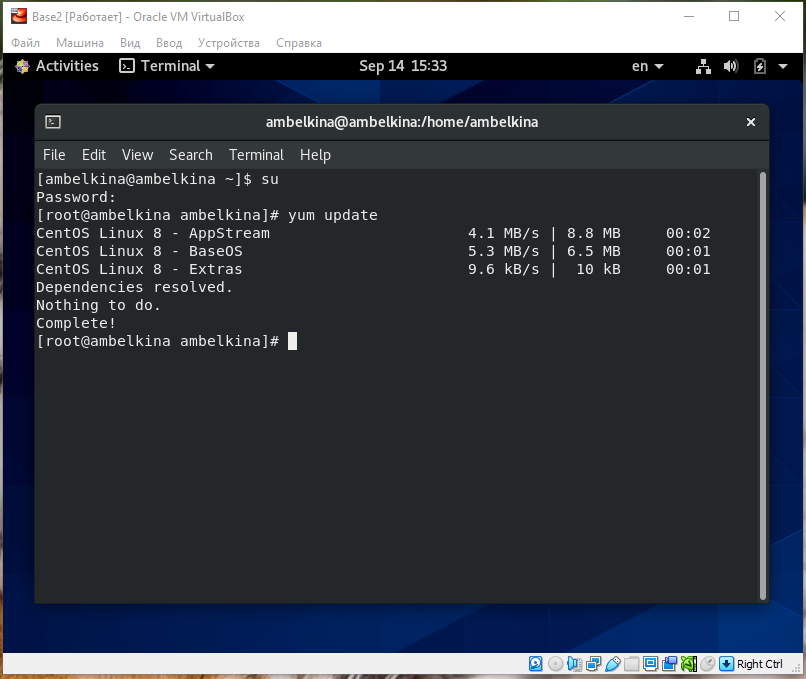 Base2 [Работает] - Oracle VM VirtualBox
Файл Машина Вид Ввод Устройства Справка
Activities Terminal Sep 14 15:33 en
ambelkina@ambelkina:/home/ambelkina
File Edit View Search Terminal Help
[ambelkina@ambelkina ~]$ su
Password:
[root@ambelkina ambelkina]# yum update
CentOS Linux 8 - AppStream 4.1 MB/s | 8.8 MB 00:02
CentOS Linux 8 - BaseOS 5.3 MB/s | 6.5 MB 00:01
CentOS Linux 8 - Extras 9.6 kB/s | 10 kB 00:01
Dependencies resolved.
Nothing to do.
Complete!
[root@ambelkina ambelkina]#
Right Ctrl